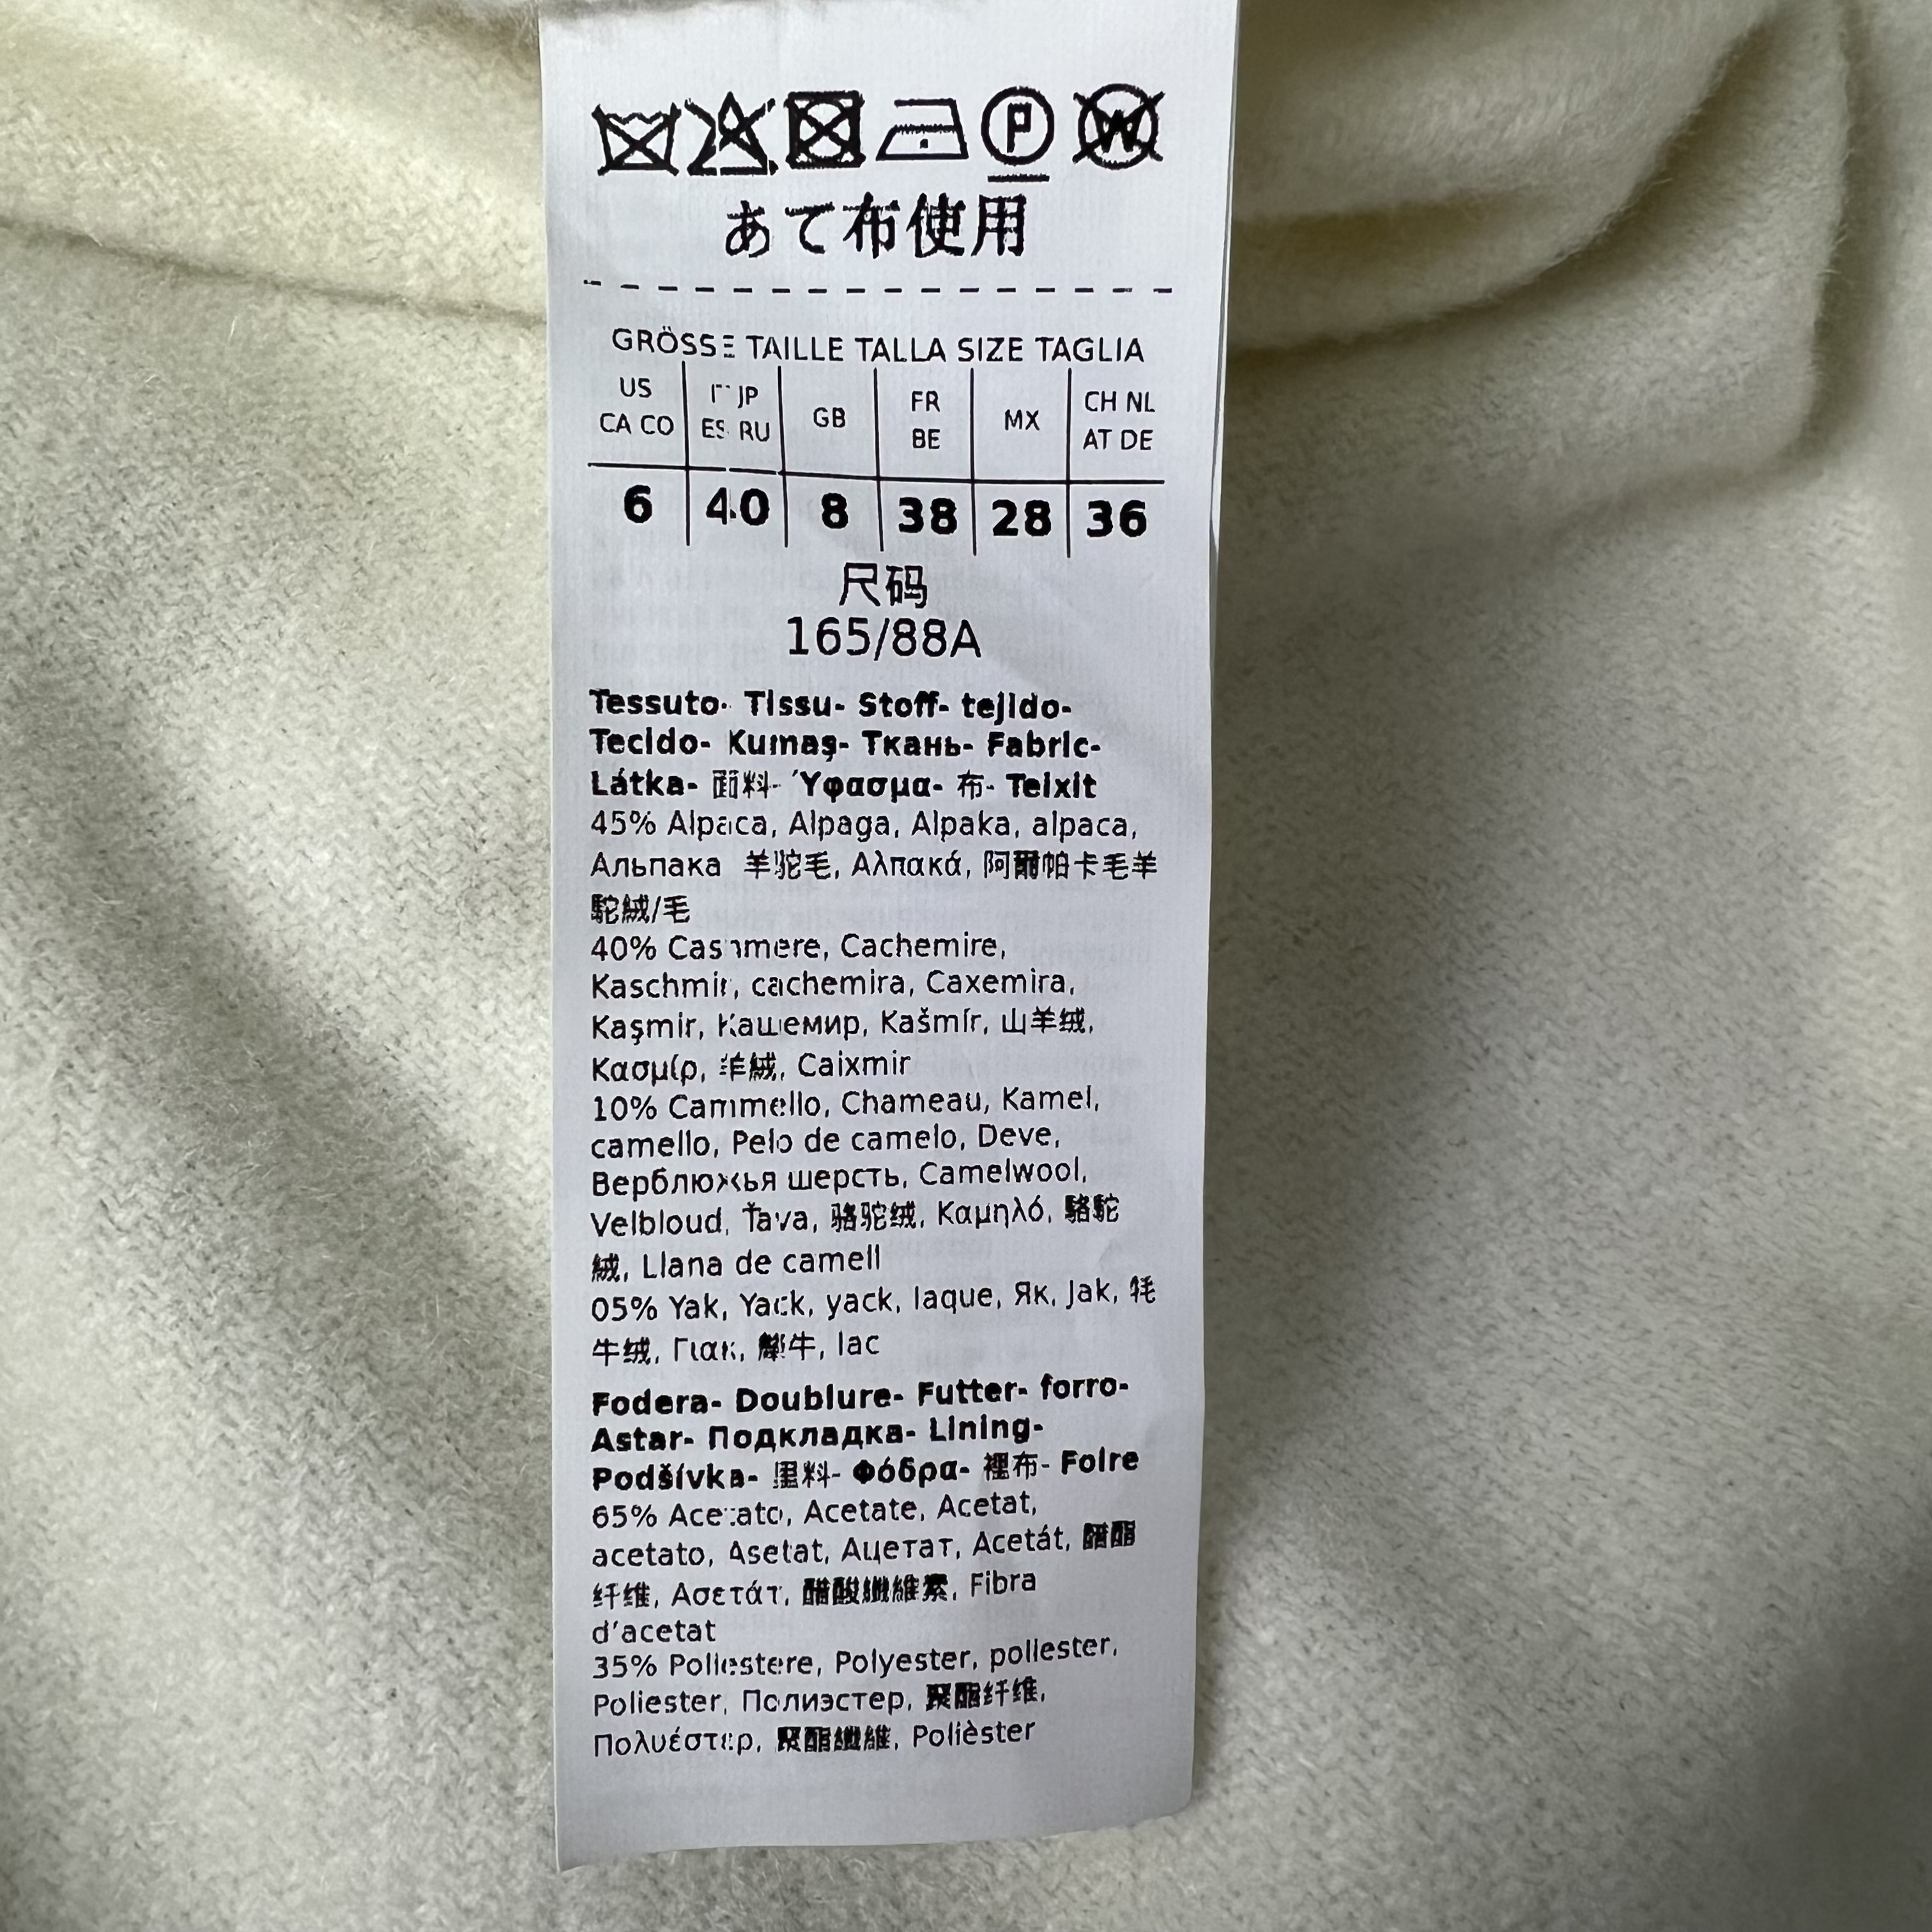 P W
あて布使用
GRÖSSE TAILLE TALLA SIZE TAGLIA
US CA CO IT JP ES RU GB FR BE MX CH NL AT DE
6 40 8 38 28 36
尺码
165/88A
Tessuto- Tissu- Stoff- tejido-
Tecido- Kumaş- Ткань- Fabric-
Látka- 面料- Ύφασμα- 布- Teixit
45% Alpaca, Alpaga, Alpaka, alpaca,
Альпака 羊驼毛, Αλπακά, 阿爾帕卡毛羊
駝絨/毛
40% Cashmere, Cachemire,
Kaschmir, cachemira, Caxemira,
Kaşmir, Кашемир, Kašmír, 山羊绒,
Κασμίρ, 羊絨, Caixmir
10% Cammello, Chameau, Kamel,
camello, Pelo de camelo, Deve,
Верблюжья шерсть, Camelwool,
Velbloud, Ťava, 骆驼绒, Καμηλό, 駱駝
絨, Llana de camell
05% Yak, Yack, yack, Iaque, Як, Jak, 牦
牛绒, Γιακ, 犛牛, Iac
Fodera- Doublure- Futter- forro-
Astar- Подкладка- Lining-
Podšívka- 里料- Φόδρα- 裡布- Folre
65% Acetato, Acetate, Acetat,
acetato, Asetat, Ацетат, Acetát, 醋酯
纤维, Ασετάτ, 醋酸纖維素, Fibra
d'acetat
35% Poliestere, Polyester, poliester,
Poliester, Полиэстер, 聚酯纤维,
Πολυέστερ, 聚酯纖維, Polièster